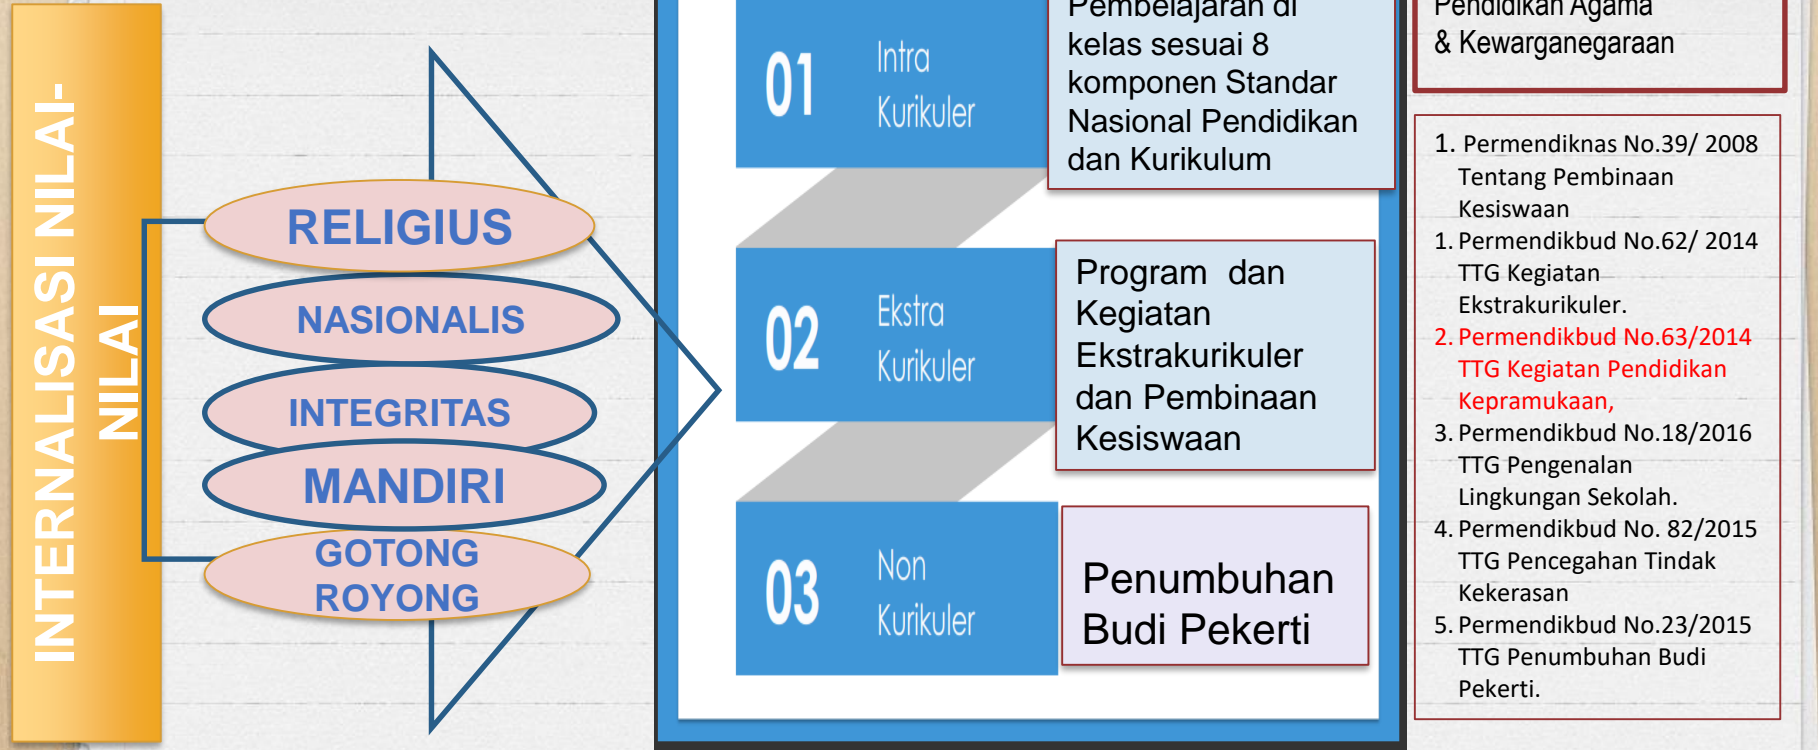 INTERNALISASI NILAI-
NILAI
RELIGIUS
NASIONALIS
INTEGRITAS
MANDIRI
GOTONG
ROYONG
01
Intra
Kurikuler
Pembelajaran di
kelas sesuai 8
komponen Standar
Nasional Pendidikan
dan Kurikulum
02
Ekstra
Kurikuler
Program dan
Kegiatan
Ekstrakurikuler
dan Pembinaan
Kesiswaan
03
Non
Kurikuler
Penumbuhan
Budi Pekerti
Pendidikan Agama
& Kewarganegaraan
1. Permendiknas No.39/ 2008
Tentang Pembinaan
Kesiswaan
1. Permendikbud No.62/ 2014
TTG Kegiatan
Ekstrakurikuler.
2. Permendikbud No.63/2014
TTG Kegiatan Pendidikan
Kepramukaan,
3. Permendikbud No.18/2016
TTG Pengenalan
Lingkungan Sekolah.
4. Permendikbud No. 82/2015
TTG Pencegahan Tindak
Kekerasan
5. Permendikbud No.23/2015
TTG Penumbuhan Budi
Pekerti.